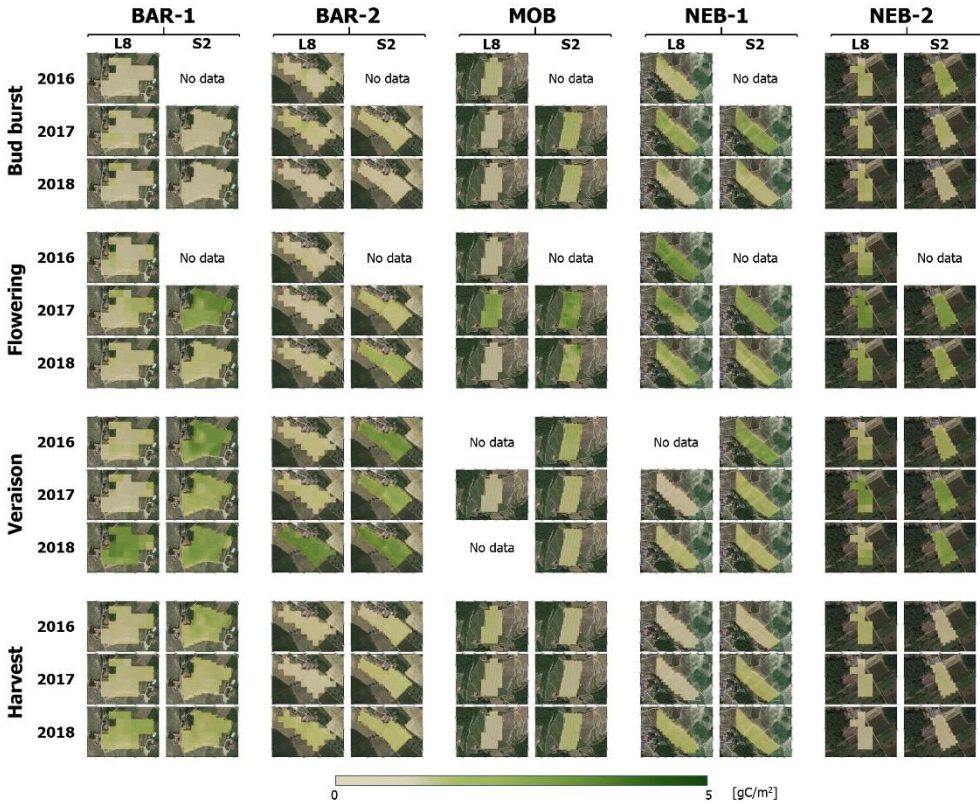 BAR-1 BAR-2 MOB NEB-1 NEB-2
L8 S2 L8 S2 L8 S2 L8 S2 L8 S2
Bud burst
2016 No data No data No data No data
2017
2018
Flowering
2016 No data No data No data No data No data
2017
2018
Veraison
2016 No data No data
2017
2018 No data
Harvest
2016
2017
2018
0 5 [gC/m²]